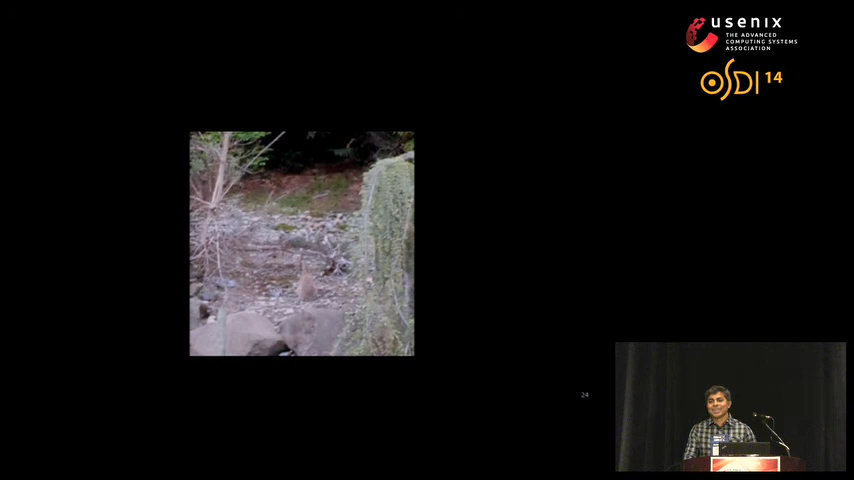 usenix
THE ADVANCED
COMPUTING SYSTEMS
ASSOCIATION
OSDI 14
24